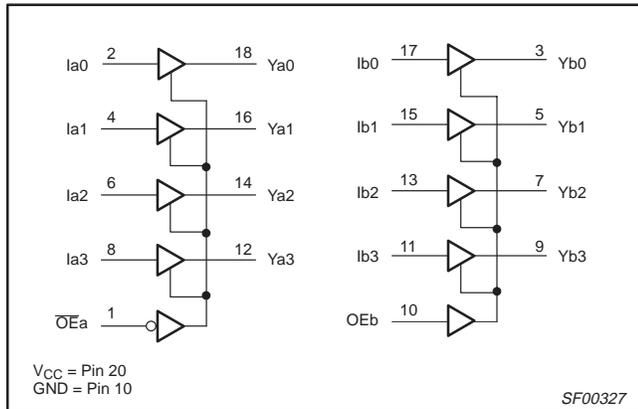 Ia0 2 18 Ya0
Ia1 4 16 Ya1
Ia2 6 14 Ya2
Ia3 8 12 Ya3
OEa 1
Ib0 17 3 Yb0
Ib1 15 5 Yb1
Ib2 13 7 Yb2
Ib3 11 9 Yb3
OEb 10
VCC = Pin 20
GND = Pin 10
SF00327